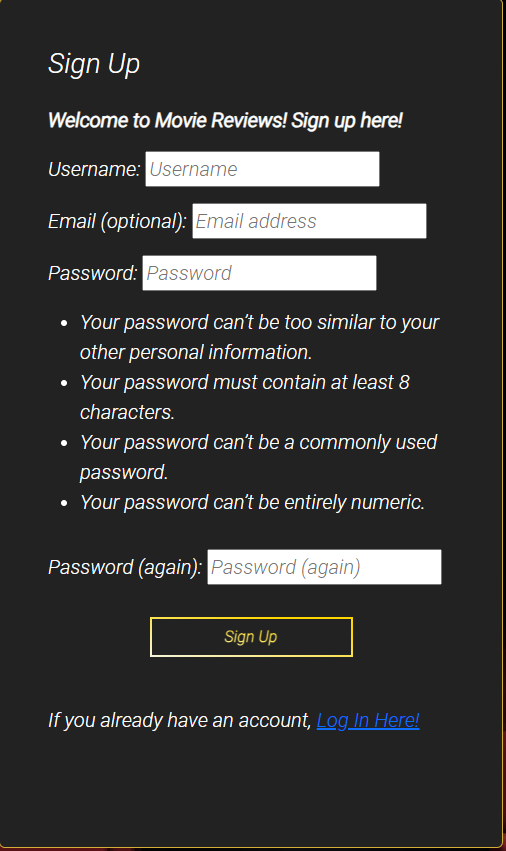 Sign Up
Welcome to Movie Reviews! Sign up here!
Username: Username
Email (optional): Email address
Password: Password
• Your password can’t be too similar to your
other personal information.
• Your password must contain at least 8
characters.
• Your password can’t be a commonly used
password.
• Your password can’t be entirely numeric.
Password (again): Password (again)
Sign Up
If you already have an account, Log In Here!